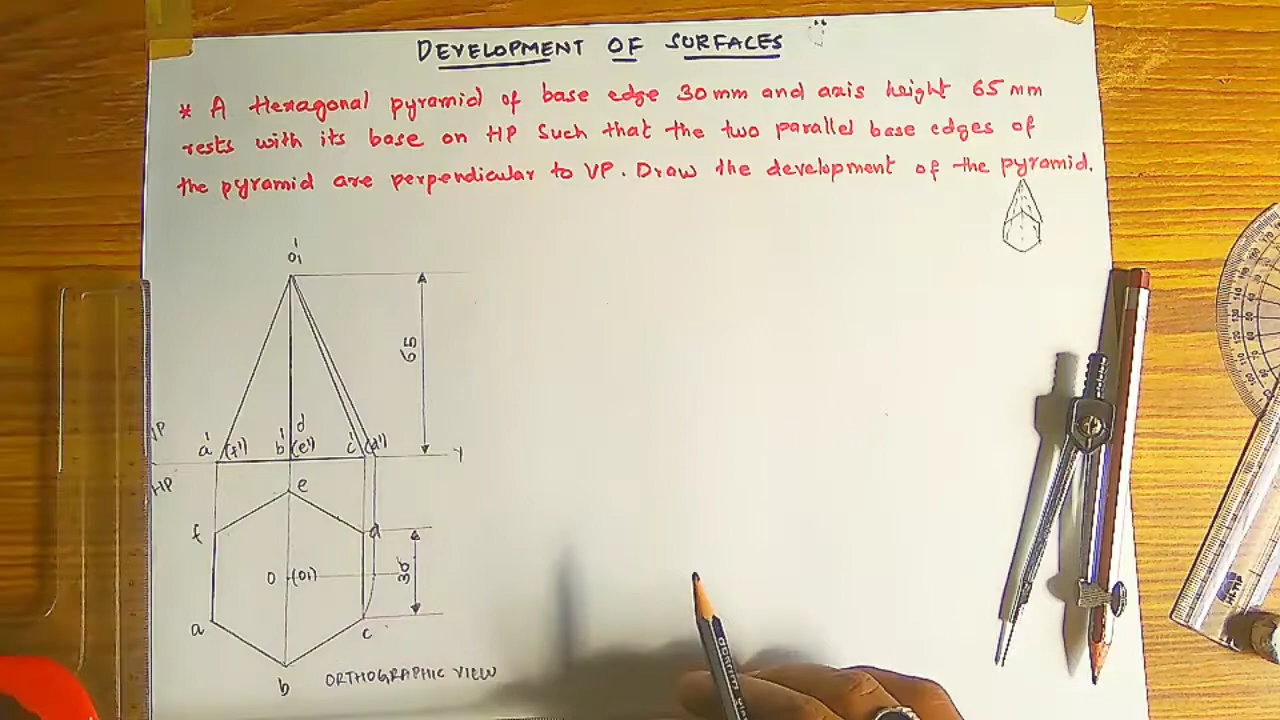 DEVELOPMENT OF SURFACES
* A Hexagonal pyramid of base edge 30mm and axis height 65mm
rests with its base on HP Such that the two parallel base edges of
the pyramid are perpendicular to VP. Draw the development of the pyramid.
o1'
65
d
a' (f') b' (e') c' (d')
Y
VP
HP
e
f d
o (o1) 30
a c
b ORTHOGRAPHIC VIEW